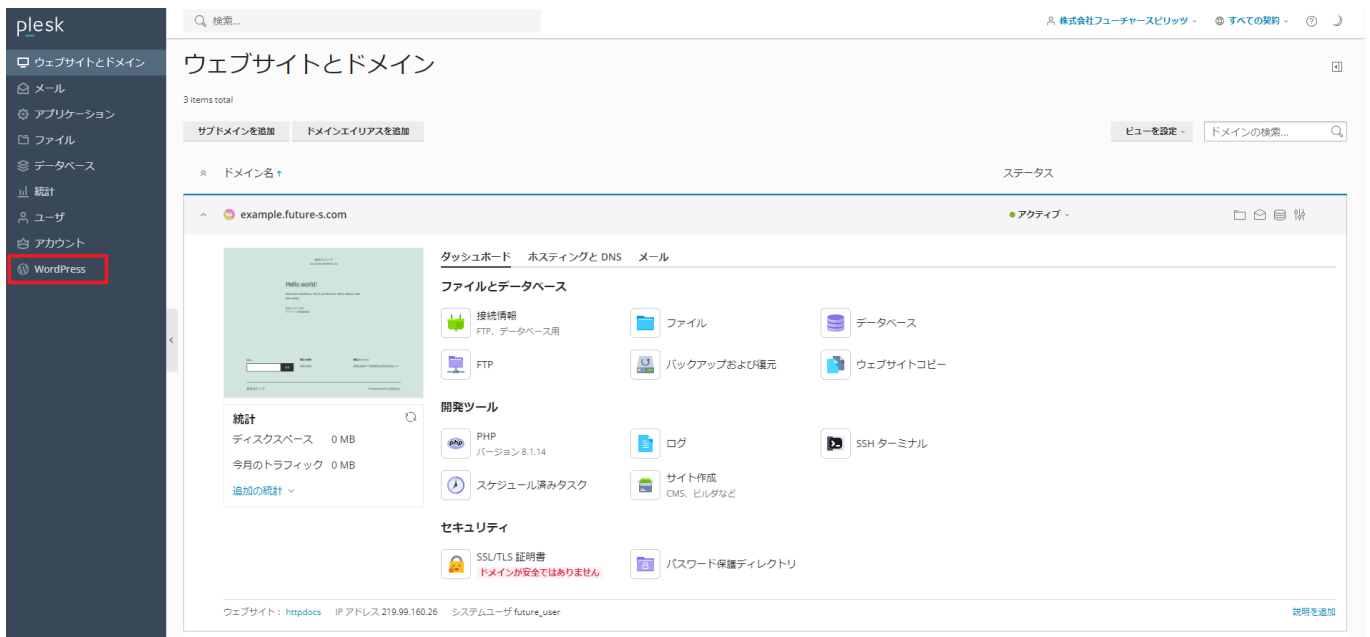 plesk
検索...
株式会社フューチャースピリッツ
すべての契約
ウェブサイトとドメイン
メール
アプリケーション
ファイル
データベース
統計
ユーザ
アカウント
WordPress
ウェブサイトとドメイン
3 items total
サブドメインを追加 ドメインエイリアスを追加
ビューを設定 ドメインの検索...
ドメイン名 ↑ ステータス
example.future-s.com アクティブ
Hello world!
ダッシュボード ホスティングと DNS メール
ファイルとデータベース
接続情報
FTP、データベース用
ファイル
データベース
FTP
バックアップおよび復元
ウェブサイトコピー
開発ツール
PHP
バージョン 8.1.14
ログ
SSH ターミナル
スケジュール済みタスク
サイト作成
CMS、ビルダなど
セキュリティ
SSL/TLS 証明書
ドメインが安全ではありません
パスワード保護ディレクトリ
統計
ディスクスペース 0 MB
今月のトラフィック 0 MB
追加の統計
ウェブサイト： httpdocs IP アドレス 219.99.160.26 システムユーザ future_user
説明を追加